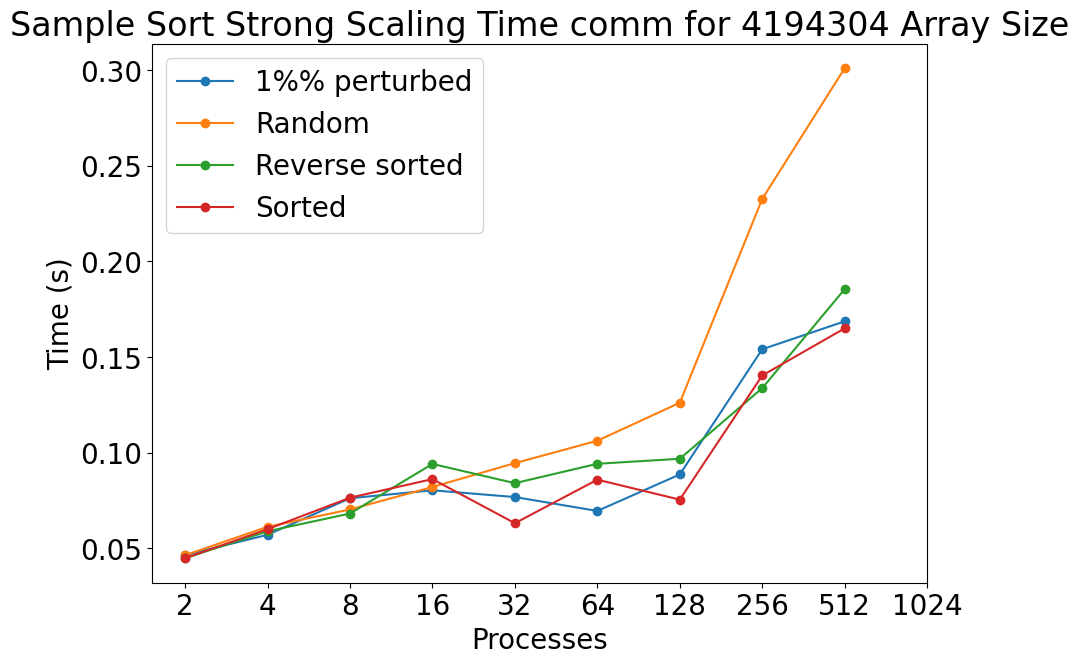 Sample Sort Strong Scaling Time comm for 4194304 Array Size
1%% perturbed
Random
Reverse sorted
Sorted
Time (s)
0.30
0.25
0.20
0.15
0.10
0.05
2 4 8 16 32 64 128 256 512 1024
Processes